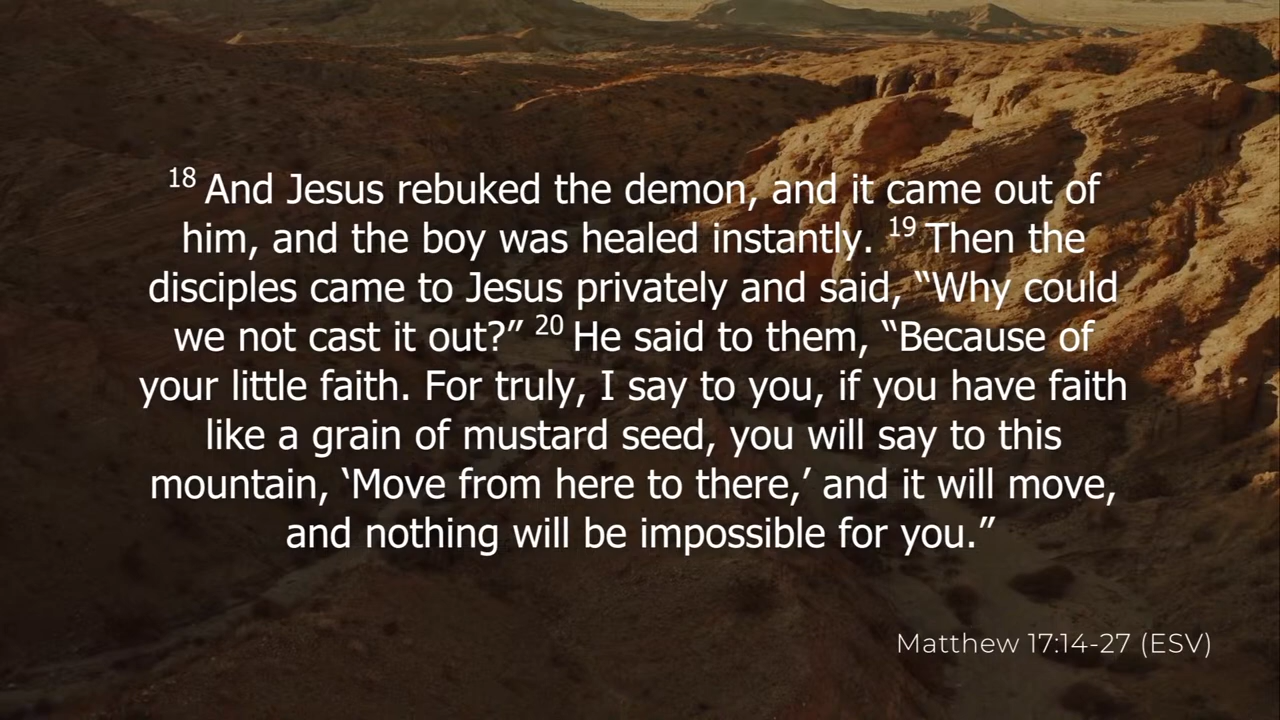 18 And Jesus rebuked the demon, and it came out of
him, and the boy was healed instantly. 19 Then the
disciples came to Jesus privately and said, “Why could
we not cast it out?” 20 He said to them, “Because of
your little faith. For truly, I say to you, if you have faith
like a grain of mustard seed, you will say to this
mountain, ‘Move from here to there,’ and it will move,
and nothing will be impossible for you.”
Matthew 17:14-27 (ESV)